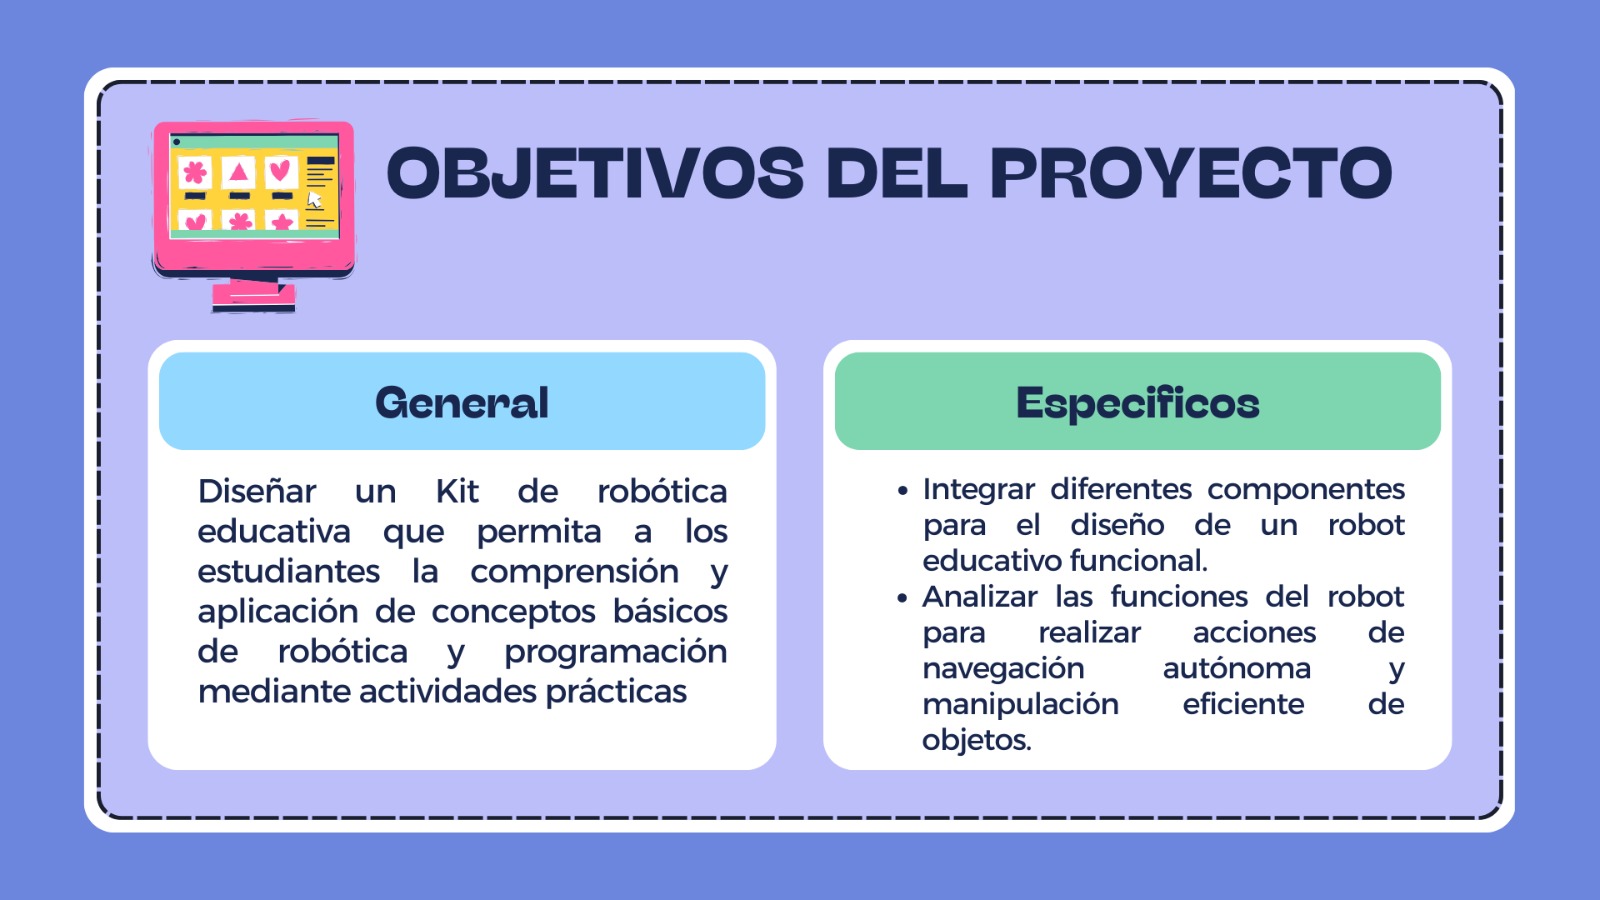 OBJETIVOS DEL PROYECTO
General
Diseñar un Kit de robótica
educativa que permita a los
estudiantes la comprensión y
aplicación de conceptos básicos
de robótica y programación
mediante actividades prácticas
Especificos
• Integrar diferentes componentes
para el diseño de un robot
educativo funcional.
• Analizar las funciones del robot
para realizar acciones de
navegación autónoma y
manipulación eficiente de
objetos.